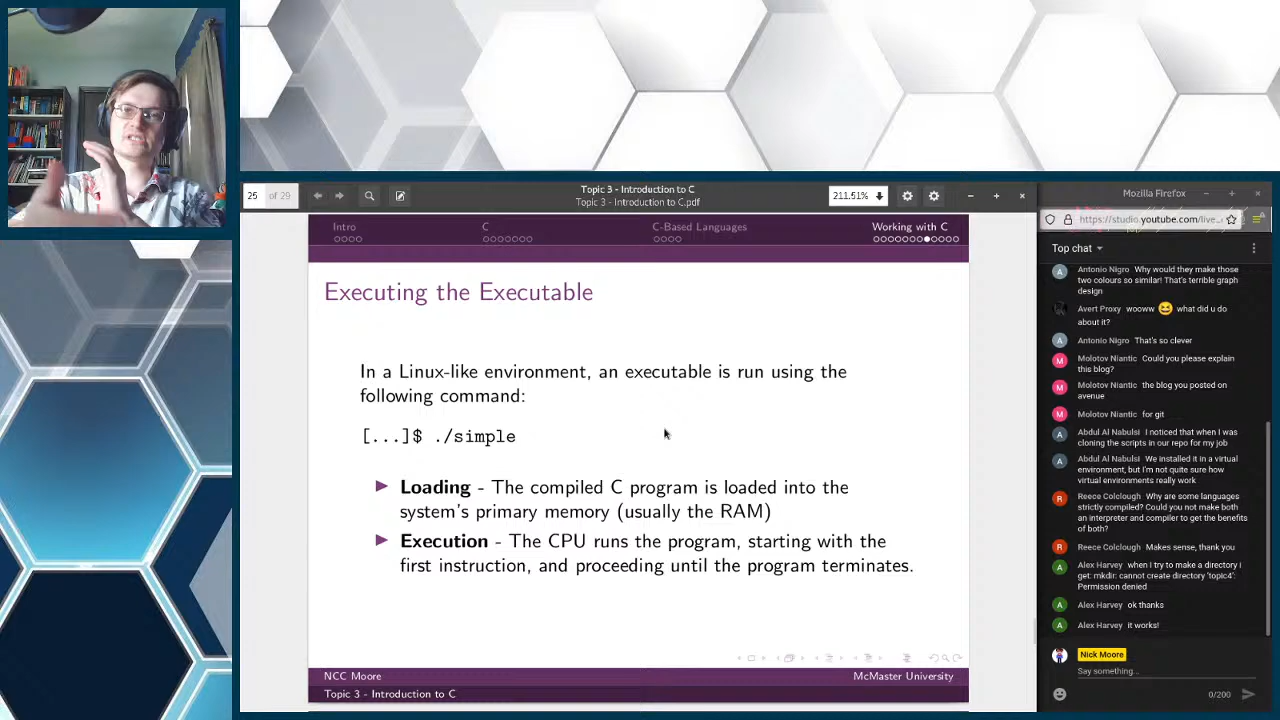 25 of 29
Topic 3 - Introduction to C
Topic 3 - Introduction to C.pdf
211.51%
Intro
C
C-Based Languages
Working with C
Executing the Executable
In a Linux-like environment, an executable is run using the
following command:
[...]$ ./simple
Loading - The compiled C program is loaded into the
system's primary memory (usually the RAM)
Execution - The CPU runs the program, starting with the
first instruction, and proceeding until the program terminates.
NCC Moore
McMaster University
Topic 3 - Introduction to C
Mozilla Firefox
https://studio.youtube.com/live_
Top chat
Antonio Nigro Why would they make those
two colours so similar! That's terrible graph
design
Avert Proxy wooww 😆 what did u do
about it?
Antonio Nigro That's so clever
M
Molotov Niantic Could you please explain
this blog?
M
Molotov Niantic the blog you posted on
avenue
M
Molotov Niantic for git
A
Abdul Al Nabulsi I noticed that when I was
cloning the scripts in our repo for my job
A
Abdul Al Nabulsi We installed it in a virtual
environment, but I'm not quite sure how
virtual environments really work
R
Reece Colclough Why are some languages
strictly compiled? Could you not make both
an interpreter and compiler to get the benefits
of both?
R
Reece Colclough Makes sense, thank you
A
Alex Harvey when i try to make a directory i
get: mkdir: cannot create directory 'topic4':
Permission denied
A
Alex Harvey ok thanks
A
Alex Harvey it works!
Nick Moore
Say something...
0/200